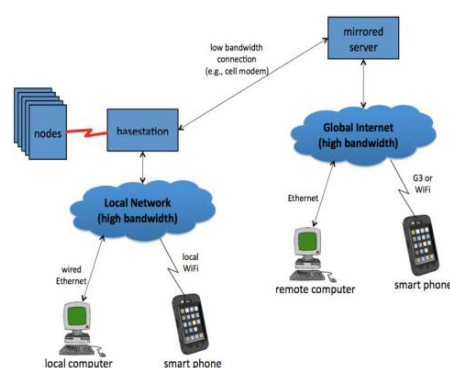 mirrored
server
low bandwidth
connection
(e.g., cell modem)
nodes
hasestation
Global Internet
(high bandwidth)
Local Network
(high bandwidth)
Ethernet
G3 or
WiFi
wired
Ethernet
local
WiFi
remote computer
smart phone
local computer
smart phone